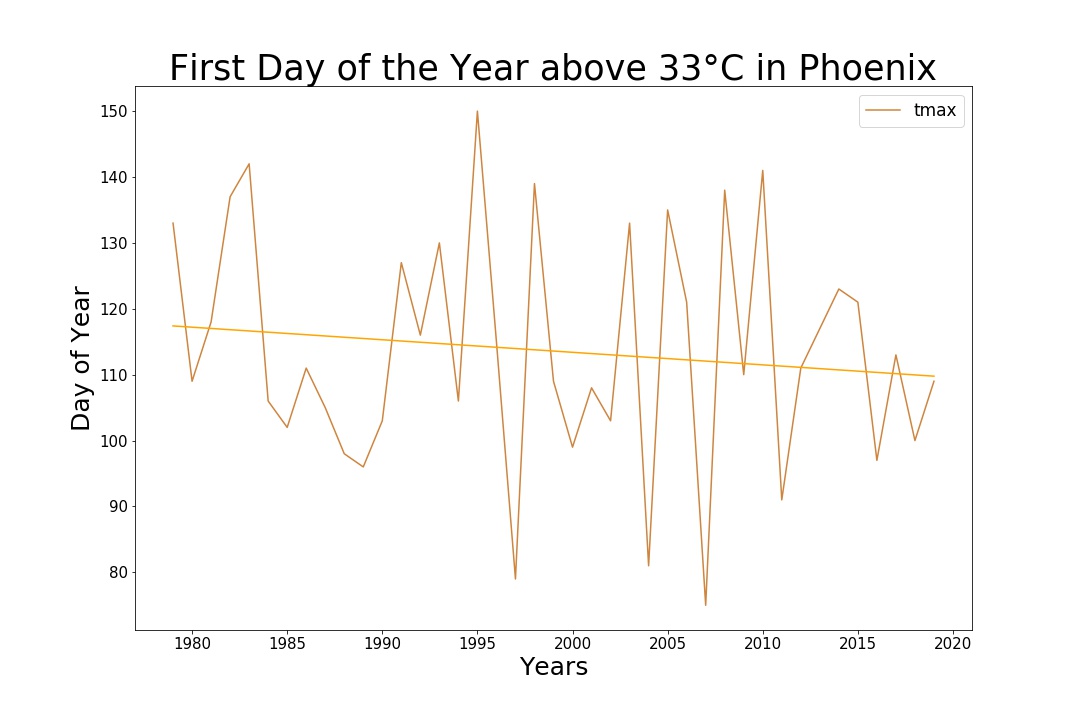 First Day of the Year above 33°C in Phoenix
tmax
150
140
130
120
110
100
90
80
Day of Year
1980 1985 1990 1995 2000 2005 2010 2015 2020
Years